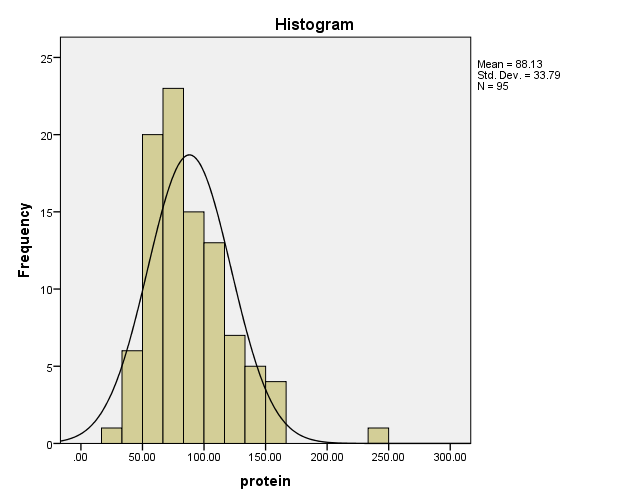 Histogram
Mean = 88.13
Std. Dev. = 33.79
N = 95
Frequency
25
20
15
10
5
0
.00 50.00 100.00 150.00 200.00 250.00 300.00
protein